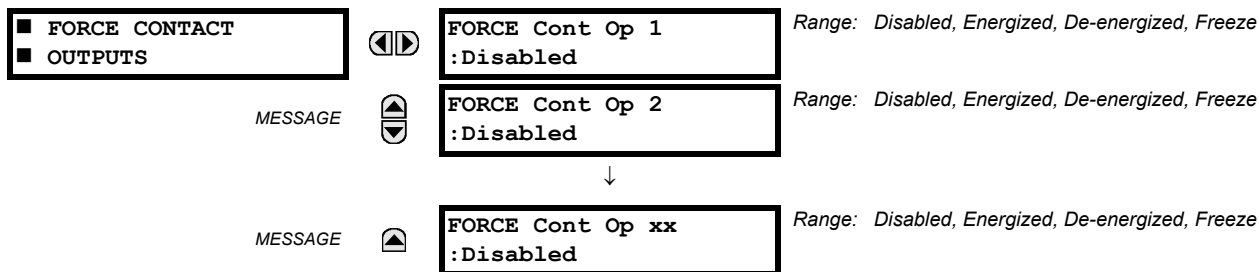 ■ FORCE CONTACT
■ OUTPUTS
FORCE Cont Op 1
:Disabled
Range: Disabled, Energized, De-energized, Freeze
MESSAGE
FORCE Cont Op 2
:Disabled
Range: Disabled, Energized, De-energized, Freeze
↓
MESSAGE
FORCE Cont Op xx
:Disabled
Range: Disabled, Energized, De-energized, Freeze